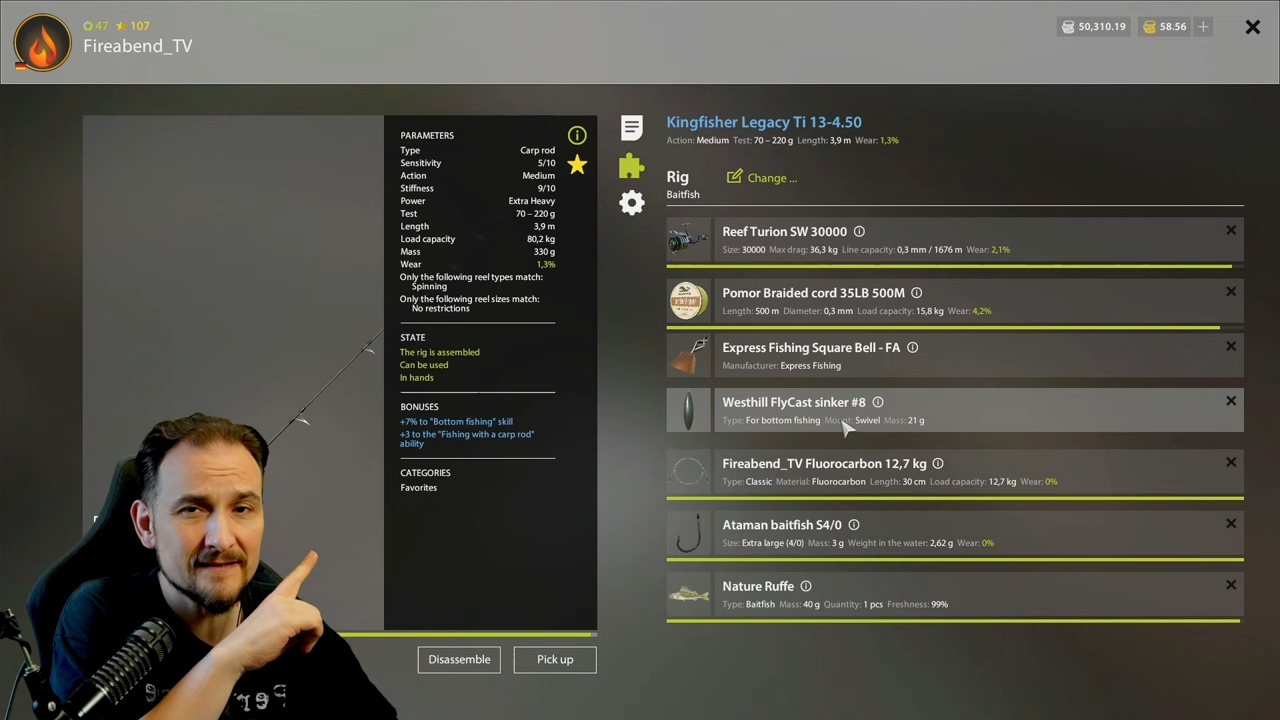 47 107
Fireabend_TV
50,310.19 58.56 +
PARAMETERS
Type Carp rod
Sensitivity 5/10
Action Medium
Stiffness 9/10
Power Extra Heavy
Test 70 – 220 g
Length 3,9 m
Load capacity 80,2 kg
Mass 330 g
Wear 1,3%
Only the following reel types match:
Spinning
Only the following reel sizes match:
No restrictions
STATE
The rig is assembled
Can be used
In hands
BONUSES
+7% to "Bottom fishing" skill
+3 to the "Fishing with a carp rod"
ability
CATEGORIES
Favorites
Disassemble Pick up
Kingfisher Legacy Ti 13-4.50
Action: Medium Test: 70 – 220 g Length: 3,9 m Wear: 1,3%
Rig Change ...
Baitfish
Reef Turion SW 30000
Size: 30000 Max drag: 36,3 kg Line capacity: 0,3 mm / 1676 m Wear: 2,1%
Pomor Braided cord 35LB 500M
Length: 500 m Diameter: 0,3 mm Load capacity: 15,8 kg Wear: 4,2%
Express Fishing Square Bell - FA
Manufacturer: Express Fishing
Westhill FlyCast sinker #8
Type: For bottom fishing Mount: Swivel Mass: 21 g
Fireabend_TV Fluorocarbon 12,7 kg
Type: Classic Material: Fluorocarbon Length: 30 cm Load capacity: 12,7 kg Wear: 0%
Ataman baitfish S4/0
Size: Extra large (4/0) Mass: 3 g Weight in the water: 2,62 g Wear: 0%
Nature Ruffe
Type: Baitfish Mass: 40 g Quantity: 1 pcs Freshness: 99%